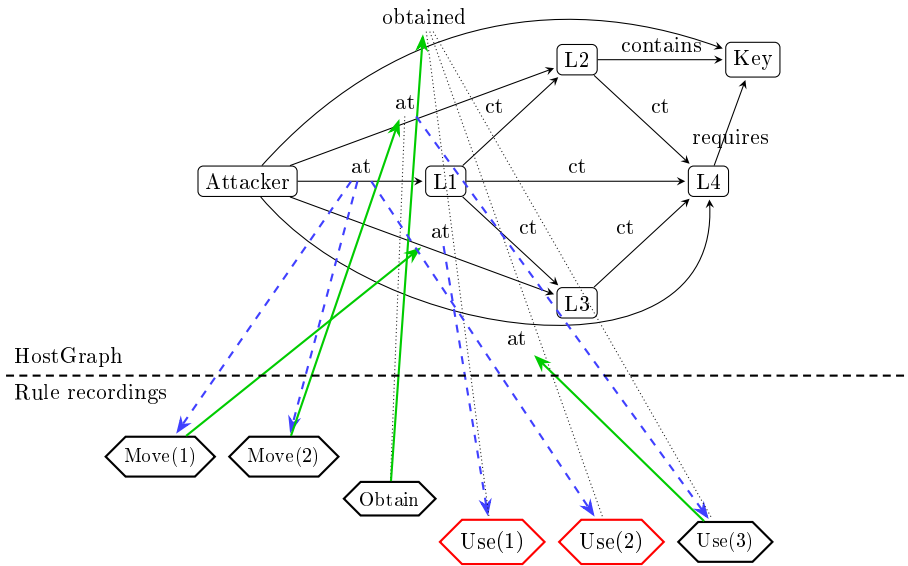 obtained
contains
L2
Key
at
ct
ct
requires
at
ct
Attacker
L1
L4
at
ct
ct
L3
at
HostGraph
Rule recordings
Move(1)
Move(2)
Obtain
Use(1)
Use(2)
Use(3)